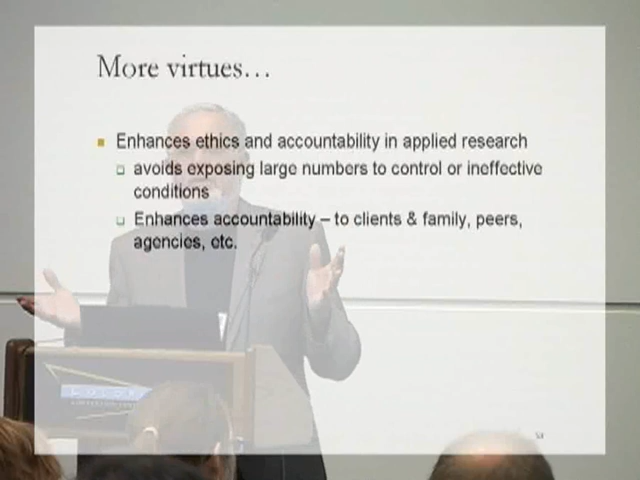 More virtues...
Enhances ethics and accountability in applied research
avoids exposing large numbers to control or ineffective
conditions
Enhances accountability – to clients & family, peers,
agencies, etc.